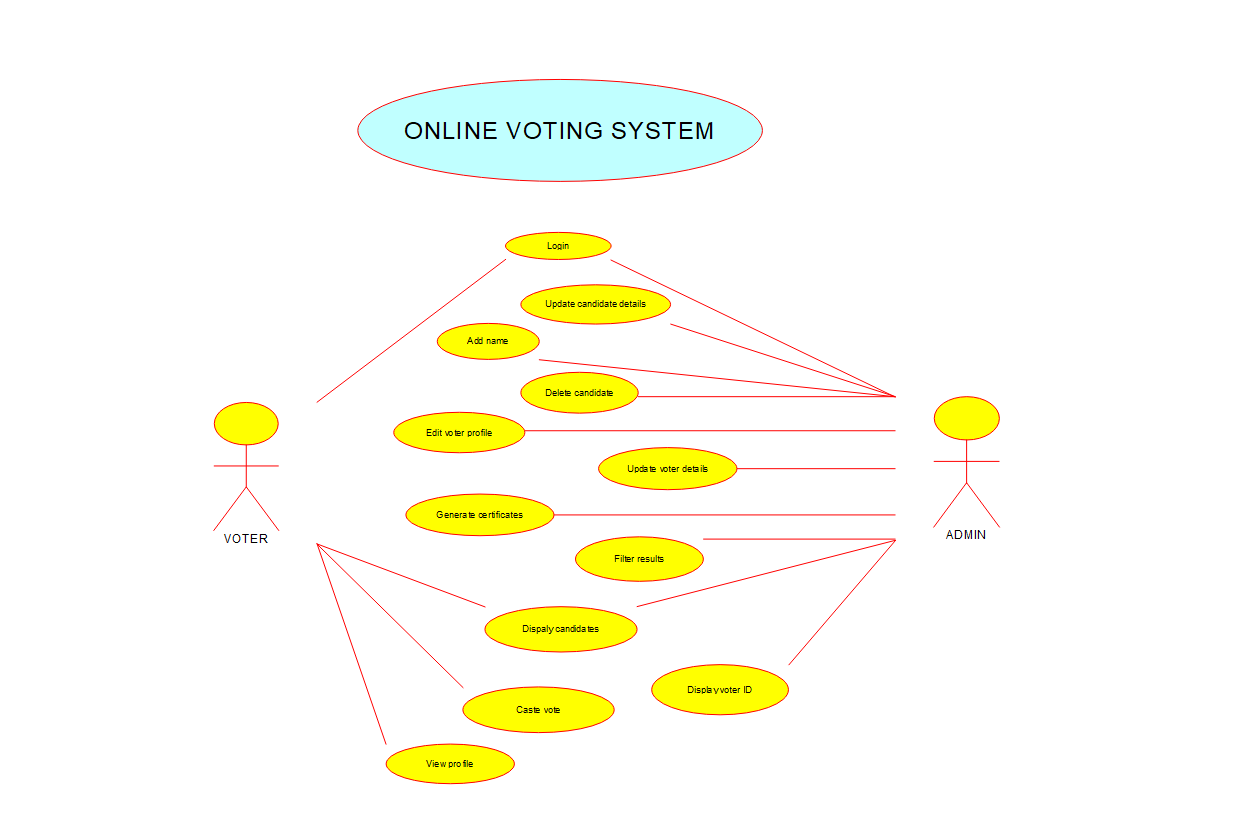 ONLINE VOTING SYSTEM
Login
Update candidate details
Add name
Delete candidate
Edit voter profile
Update voter details
Generate certificates
VOTER
ADMIN
Filter results
Dispaly candidates
Display voter ID
Caste vote
View profile